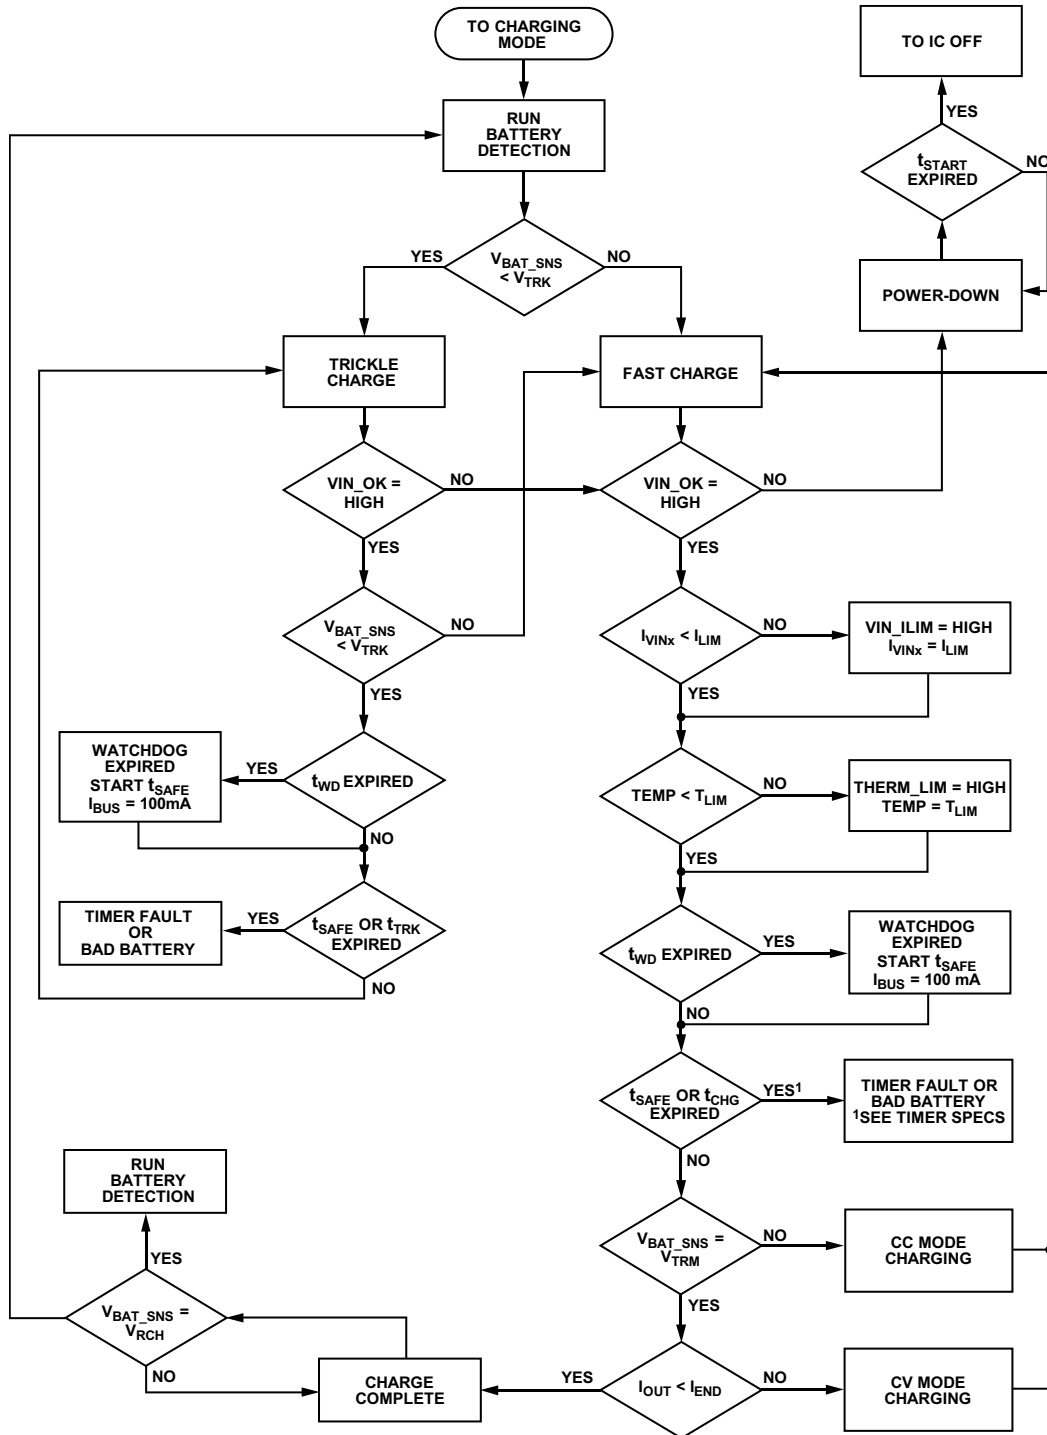 TO CHARGING
MODE
TO IC OFF
YES
RUN
BATTERY
DETECTION
tSTART
EXPIRED
NO
YES
VBAT_SNS
< VTRK
NO
POWER-DOWN
TRICKLE
CHARGE
FAST CHARGE
VIN_OK =
HIGH
NO
VIN_OK =
HIGH
NO
YES
YES
VBAT_SNS
< VTRK
NO
IVINx < ILIM
NO
VIN_ILIM = HIGH
IVINx = ILIM
YES
YES
WATCHDOG
EXPIRED
START tSAFE
IBUS = 100mA
YES
tWD EXPIRED
NO
TEMP < TLIM
NO
THERM_LIM = HIGH
TEMP = TLIM
YES
TIMER FAULT
OR
BAD BATTERY
YES
tSAFE OR tTRK
EXPIRED
NO
tWD EXPIRED
YES
WATCHDOG
EXPIRED
START tSAFE
IBUS = 100 mA
NO
tSAFE OR tCHG
EXPIRED
YES1
TIMER FAULT OR
BAD BATTERY
1SEE TIMER SPECS
NO
RUN
BATTERY
DETECTION
YES
VBAT_SNS =
VTRM
NO
CC MODE
CHARGING
YES
VBAT_SNS =
VRCH
NO
CHARGE
COMPLETE
YES
IOUT < IEND
NO
CV MODE
CHARGING